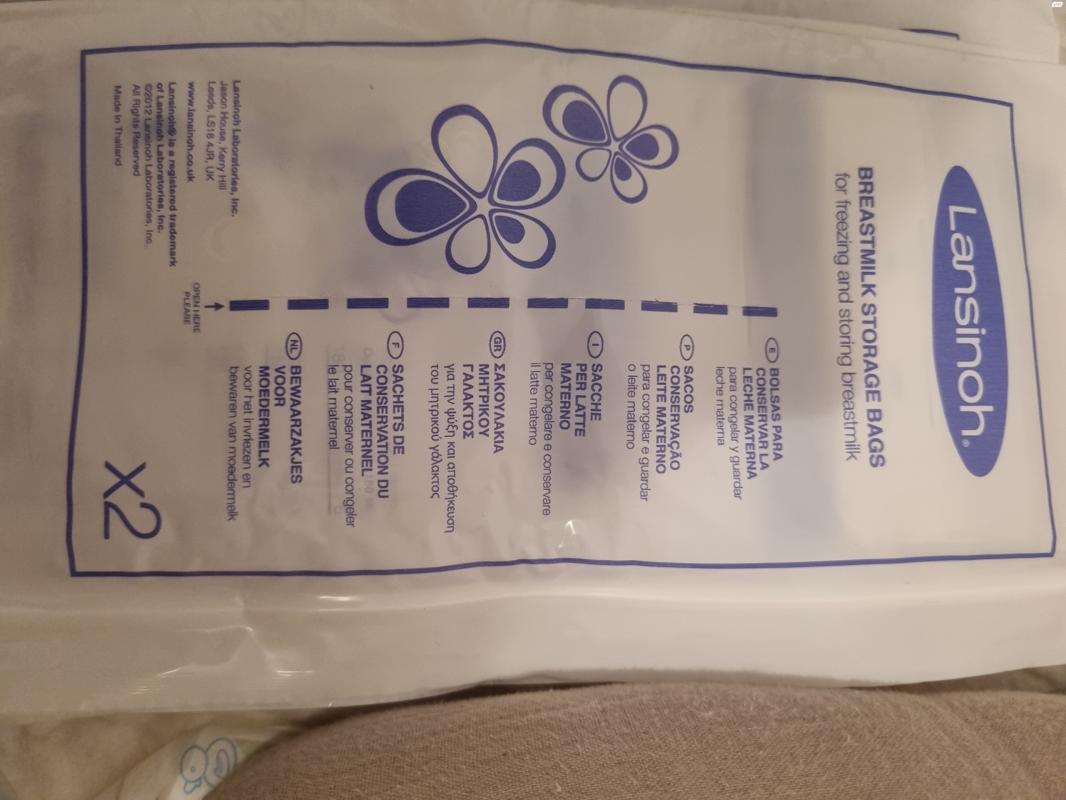 Lansinoh®
BREASTMILK STORAGE BAGS
for freezing and storing breastmilk
E BOLSAS PARA
CONSERVAR LA
LECHE MATERNA
para congelar y guardar
leche materna
P SACOS
CONSERVAÇÃO
LEITE MATERNO
para congelar e guardar
o leite materno
I SACCHE
PER LATTE
MATERNO
per congelare e conservare
il latte materno
GR ΣΑΚΟΥΛΑΚΙΑ
ΜΗΤΡΙΚΟΥ
ΓΑΛΑΚΤΟΣ
για την ψύξη και αποθήκευση
του μητρικού γάλακτος
F SACHETS DE
CONSERVATION DU
LAIT MATERNEL
pour conserver ou congeler
le lait maternel
NL BEWAARZAKJES
VOOR
MOEDERMELK
voor het invriezen en
bewaren van moedermelk
OPEN HERE
PLEASE
Lansinoh Laboratories, Inc.
Jason House, Kerry Hill
Leeds, LS18 4JR, UK
www.lansinoh.co.uk
Lansinoh® is a registered trademark
of Lansinoh Laboratories, Inc.
©2012 Lansinoh Laboratories, Inc.
All Rights Reserved
Made in Thailand
X2